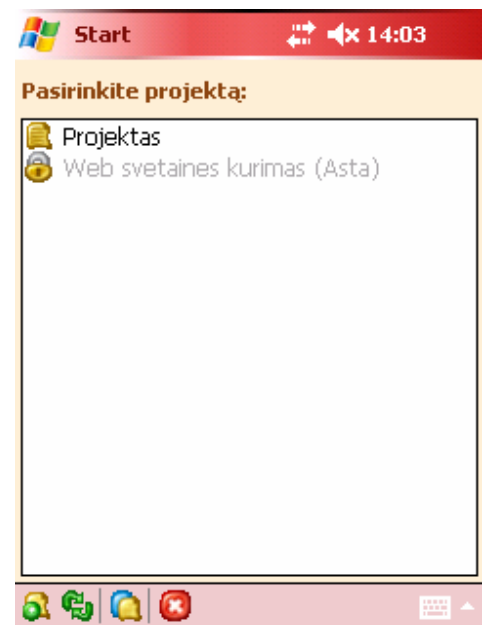 Start 14:03
Pasirinkite projektą:
Projektas
Web svetaines kurimas (Asta)